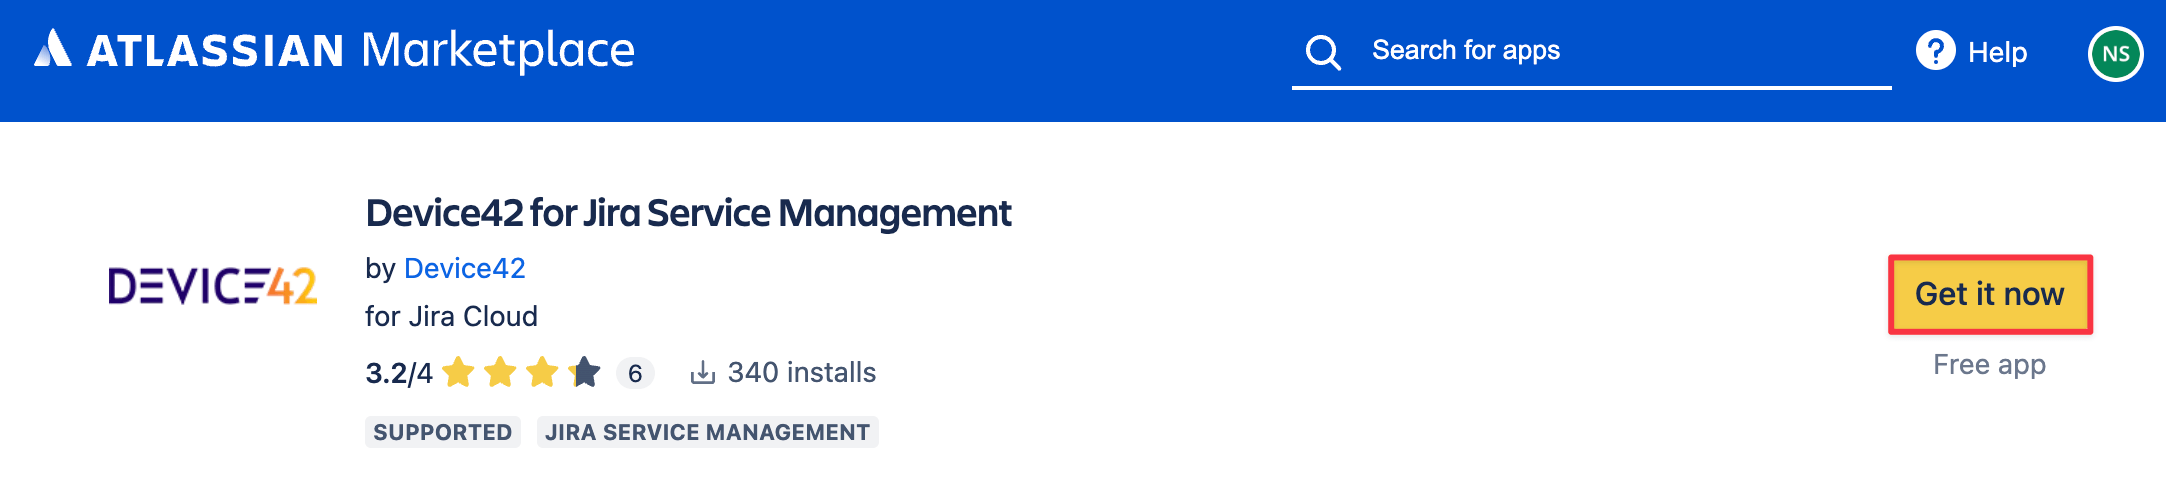 ATLASSIAN Marketplace
Search for apps
Help
NS
Device42 for Jira Service Management
DEVICE42
by Device42
for Jira Cloud
3.2/4 6 340 installs
SUPPORTED JIRA SERVICE MANAGEMENT
Get it now
Free app